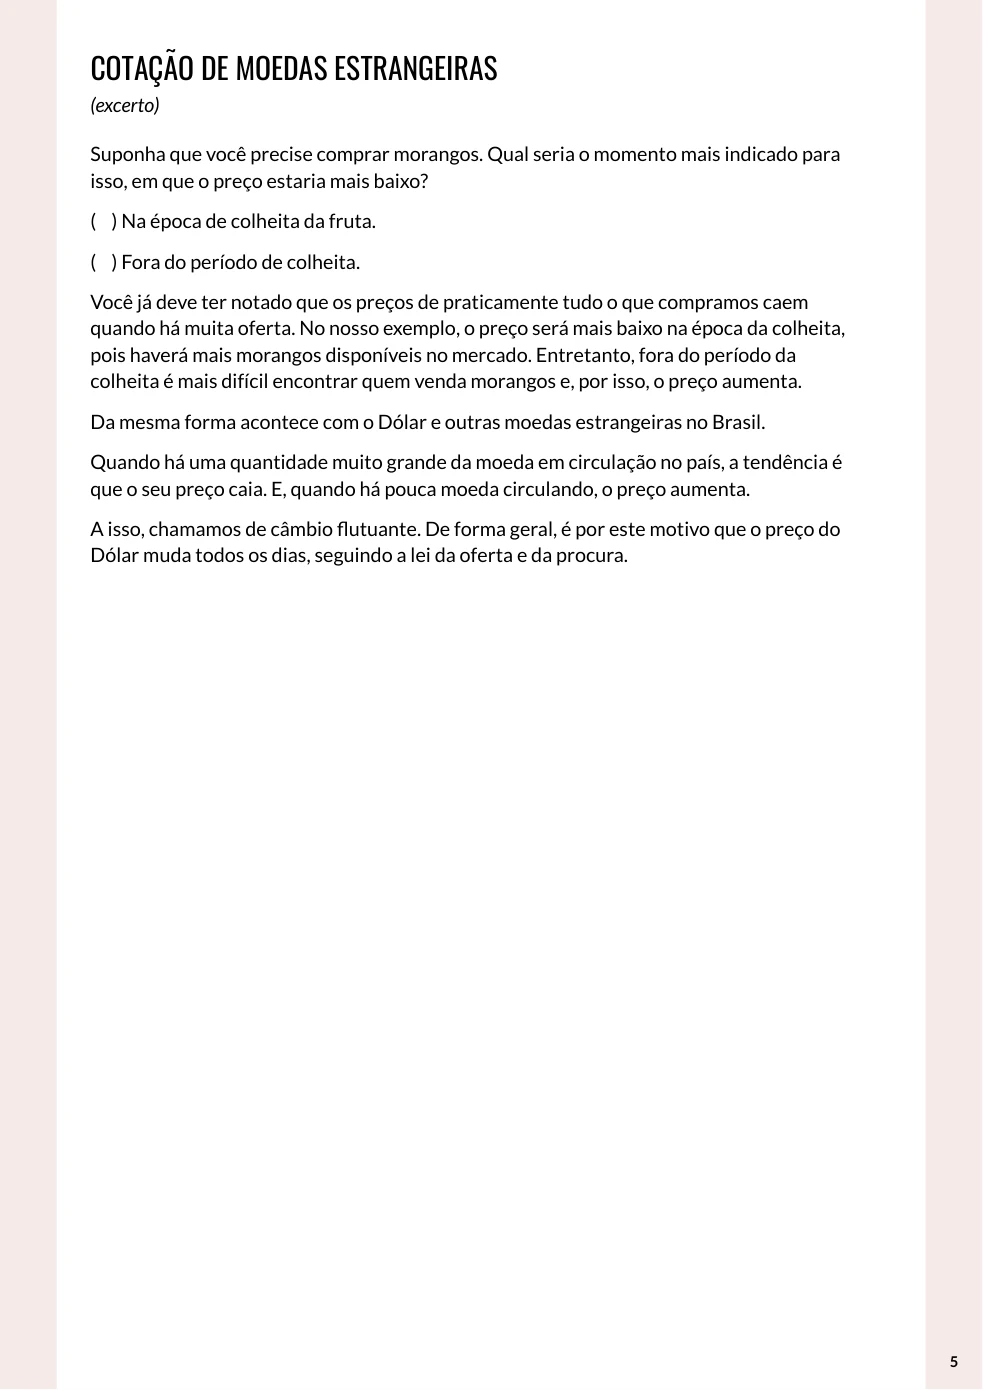 COTAÇÃO DE MOEDAS ESTRANGEIRAS
(excerto)
Suponha que você precise comprar morangos. Qual seria o momento mais indicado para
isso, em que o preço estaria mais baixo?
(   ) Na época de colheita da fruta.
(   ) Fora do período de colheita.
Você já deve ter notado que os preços de praticamente tudo o que compramos caem
quando há muita oferta. No nosso exemplo, o preço será mais baixo na época da colheita,
pois haverá mais morangos disponíveis no mercado. Entretanto, fora do período da
colheita é mais difícil encontrar quem venda morangos e, por isso, o preço aumenta.
Da mesma forma acontece com o Dólar e outras moedas estrangeiras no Brasil.
Quando há uma quantidade muito grande da moeda em circulação no país, a tendência é
que o seu preço caia. E, quando há pouca moeda circulando, o preço aumenta.
A isso, chamamos de câmbio flutuante. De forma geral, é por este motivo que o preço do
Dólar muda todos os dias, seguindo a lei da oferta e da procura.
5